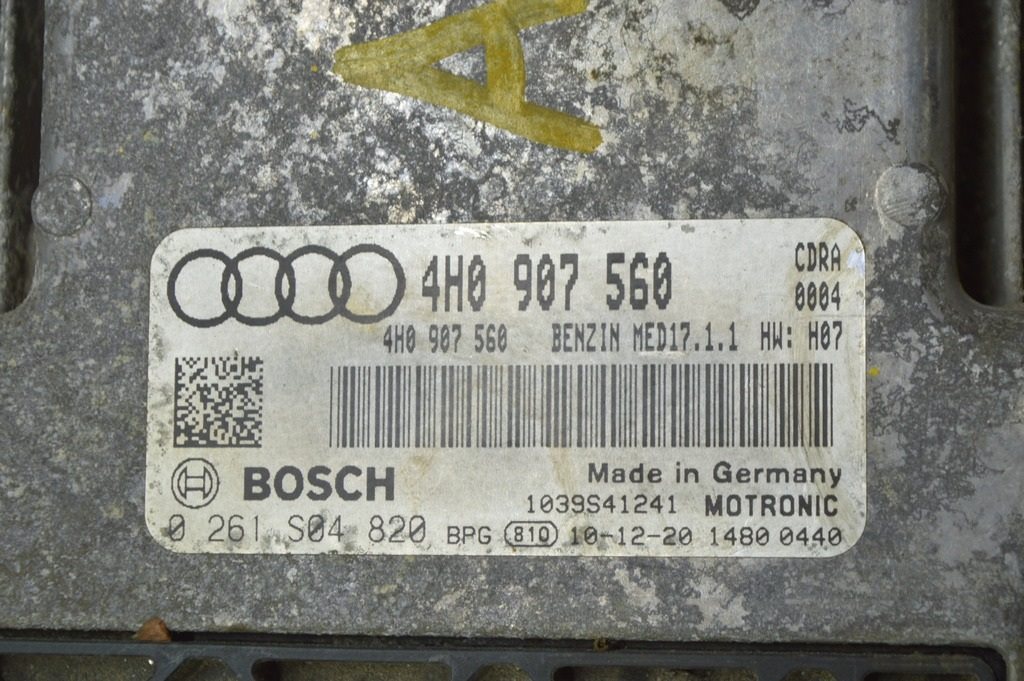 A
4H0 907 560 CDRA
0004
4H0 907 560 BENZIN MED17.1.1 HW: H07
BOSCH Made in Germany
1039S41241 MOTRONIC
0 261 S04 820 BPG 810 10-12-20 1480 0440